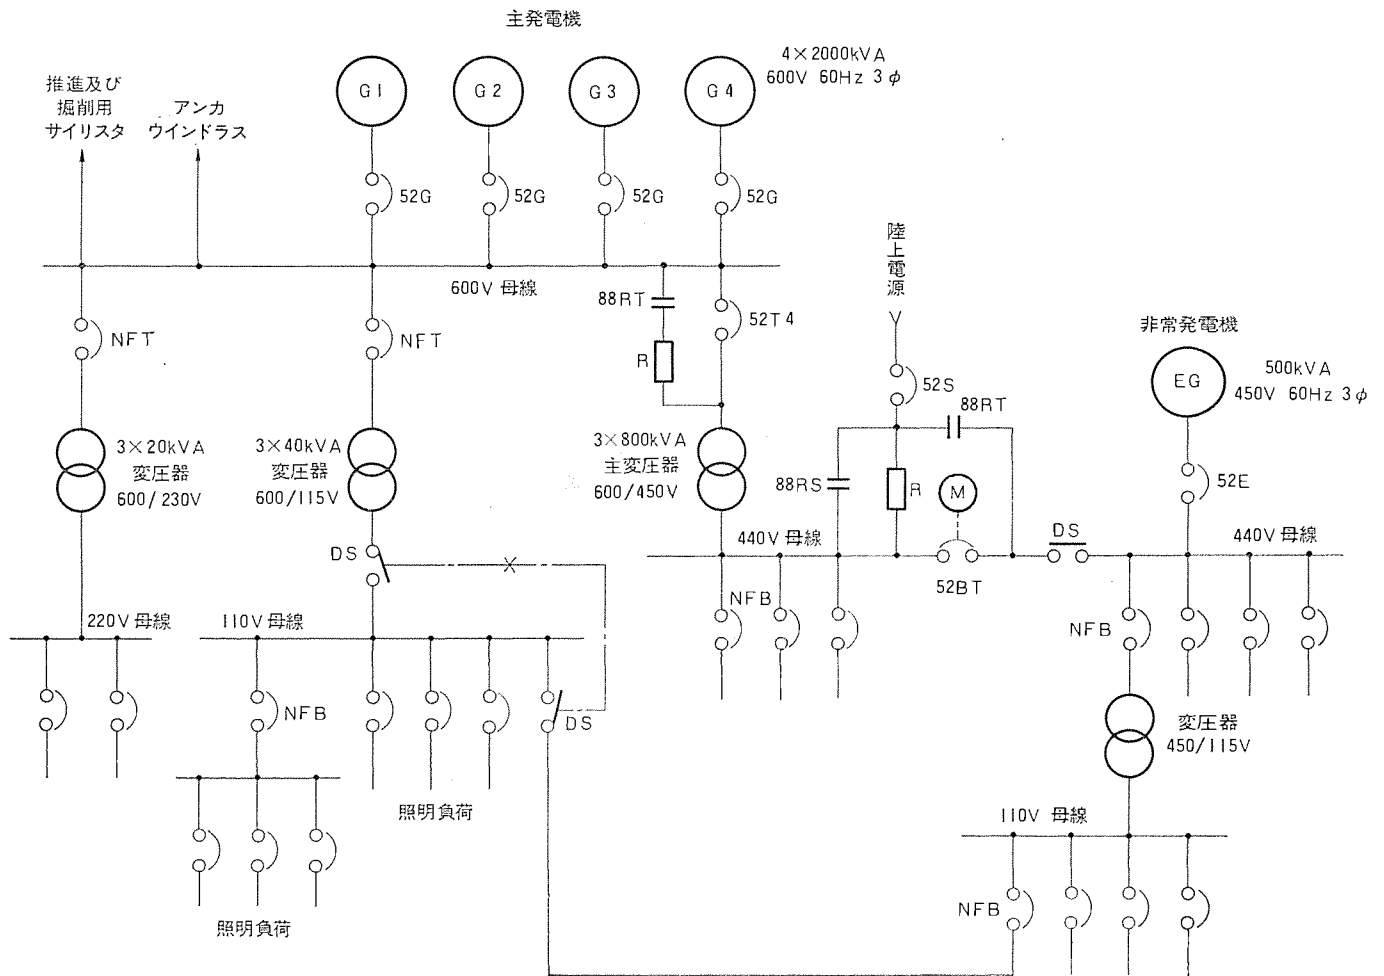 主発電機
4×2000kVA
600V 60Hz 3φ
推進及び
掘削用
サイリスタ
アンカ
ウインドラス
G1
G2
G3
G4
52G
52G
52G
52G
600V 母線
陸上電源
88RT
52T4
R
NFT
NFT
非常発電機
EG
500kVA
450V 60Hz 3φ
52S
88RT
3×20kVA
変圧器
600/230V
3×40kVA
変圧器
600/115V
3×800kVA
主変圧器
600/450V
88RS
R
M
52E
DS
440V 母線
52BT
DS
440V 母線
220V 母線
110V 母線
NFB
NFB
NFB
DS
変圧器
450/115V
照明負荷
110V 母線
NFB
照明負荷